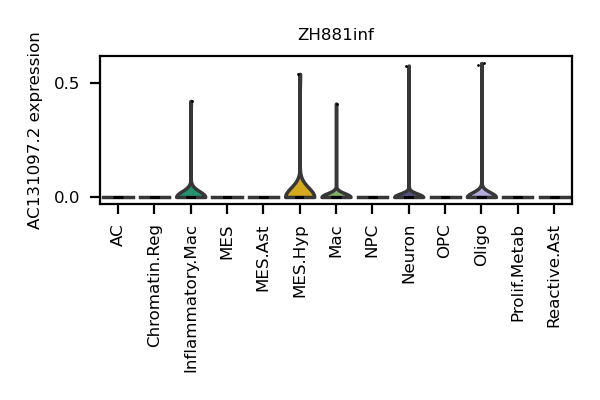 ZH881inf
AC131097.2 expression
0.5
0.0
AC
Chromatin.Reg
Inflammatory.Mac
MES
MES.Ast
MES.Hyp
Mac
NPC
Neuron
OPC
Oligo
Prolif.Metab
Reactive.Ast